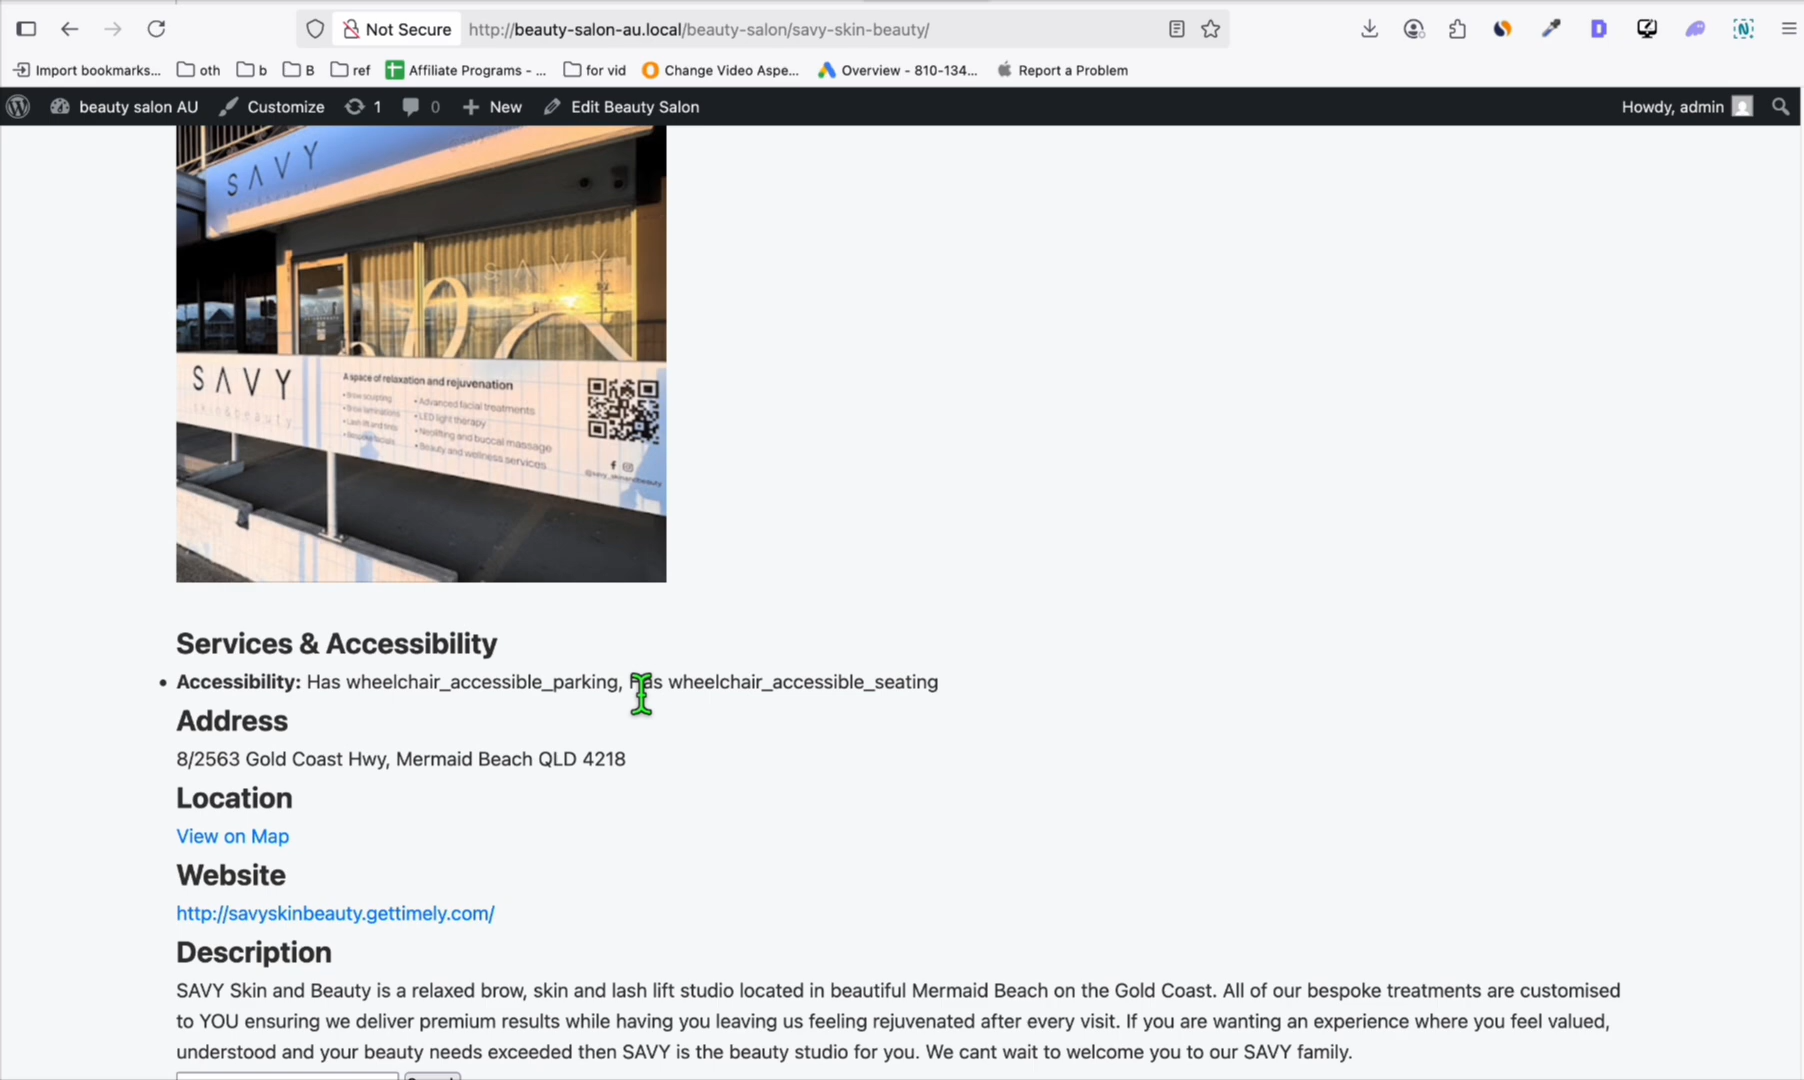 Not Secure
http://beauty-salon-au.local/beauty-salon/savy-skin-beauty/
Import bookmarks...
oth
b
B
ref
Affiliate Programs - ...
for vid
Change Video Aspe...
Overview - 810-134...
Report a Problem
beauty salon AU
Customize
1
0
New
Edit Beauty Salon
Howdy, admin
SAVY
SAVY
SAVY
skin&beauty
A space of relaxation and rejuvenation
• Brow sculpting
• Brow laminations
• Lash lift and tints
• Bespoke facials
• Advanced facial treatments
• LED light therapy
• Neolifting and buccal massage
• Beauty and wellness services
Services & Accessibility
• Accessibility: Has wheelchair_accessible_parking, Has wheelchair_accessible_seating
Address
8/2563 Gold Coast Hwy, Mermaid Beach QLD 4218
Location
View on Map
Website
http://savyskinbeauty.gettimely.com/
Description
SAVY Skin and Beauty is a relaxed brow, skin and lash lift studio located in beautiful Mermaid Beach on the Gold Coast. All of our bespoke treatments are customised
to YOU ensuring we deliver premium results while having you leaving us feeling rejuvenated after every visit. If you are wanting an experience where you feel valued,
understood and your beauty needs exceeded then SAVY is the beauty studio for you. We cant wait to welcome you to our SAVY family.